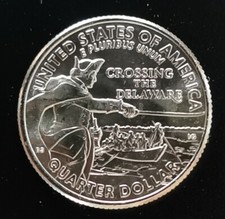 UNITED STATES OF AMERICA
E PLURIBUS UNUM
CROSSING
THE
DELAWARE
QUARTER DOLLAR